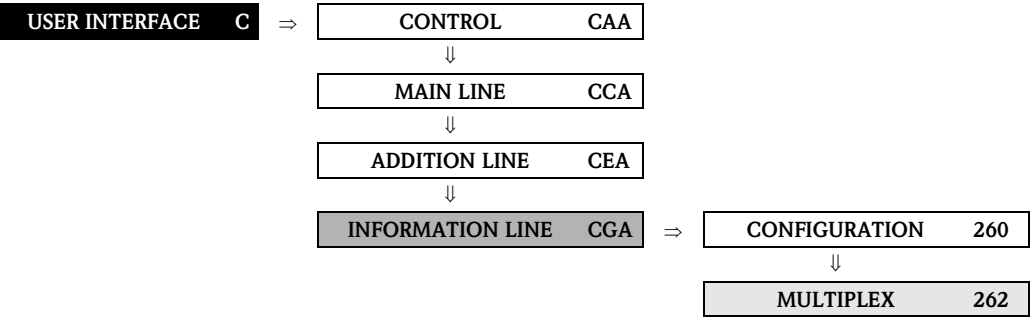 USER INTERFACE C ⇒ CONTROL CAA
⇓
MAIN LINE CCA
⇓
ADDITION LINE CEA
⇓
INFORMATION LINE CGA ⇒ CONFIGURATION 260
⇓
MULTIPLEX 262